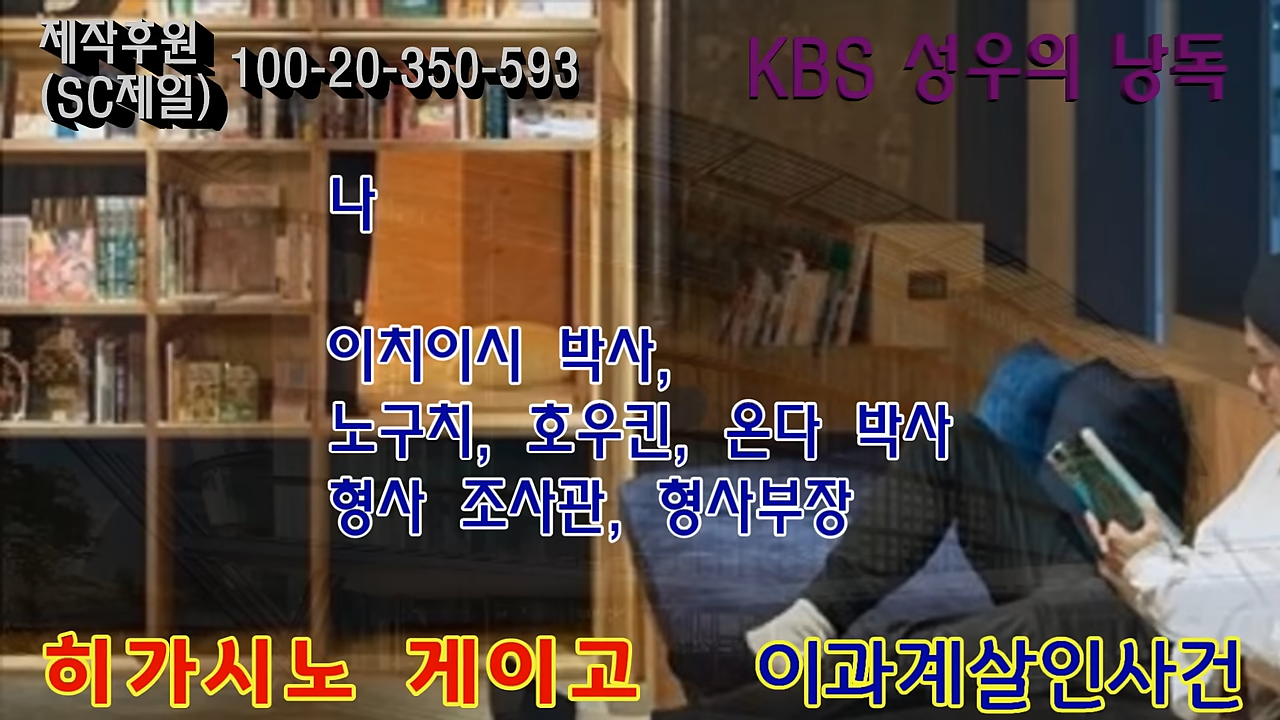 제작후원
(SC제일)
100-20-350-593
KBS 성우의 낭독
나
이치이시 박사,
노구치, 호우킨, 온다 박사
형사 조사관, 형사부장
히가시노 게이고
이과계살인사건